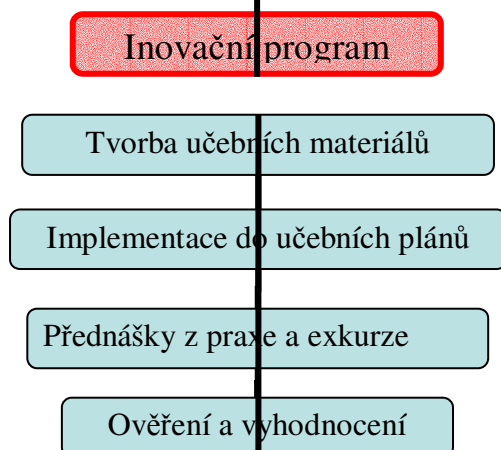 Inovační program
Tvorba učebních materiálů
Implementace do učebních plánů
Přednášky z praxe a exkurze
Ověření a vyhodnocení